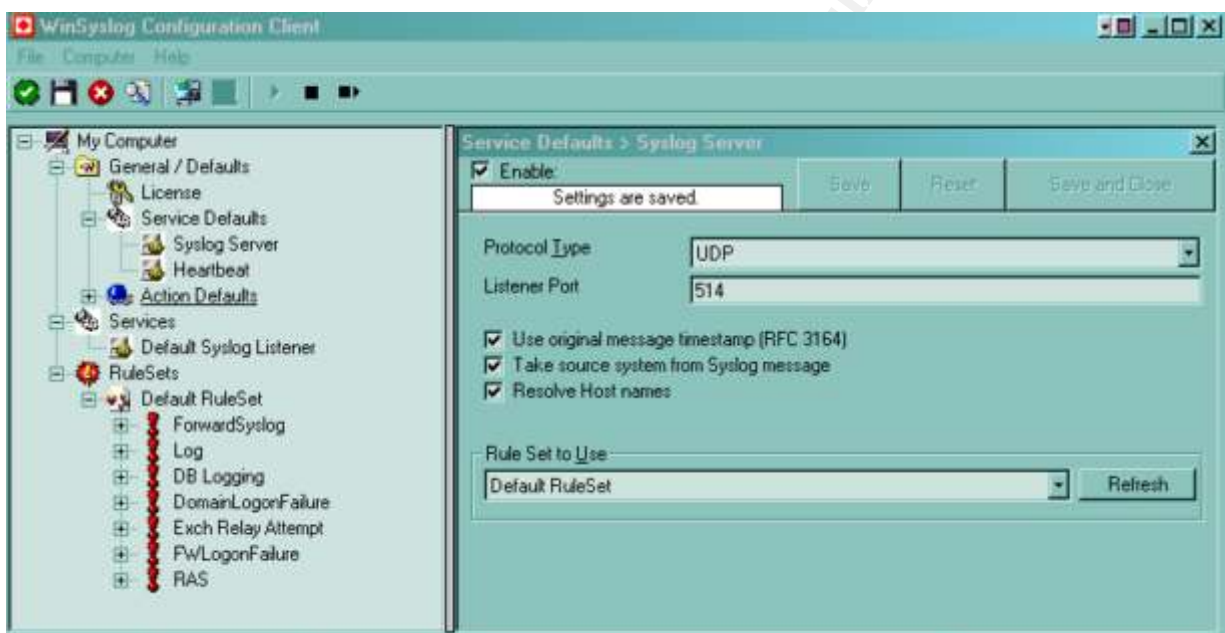 WinSyslog Configuration Client
File Computer Help
My Computer
General / Defaults
License
Service Defaults
Syslog Server
Heartbeat
Action Defaults
Services
Default Syslog Listener
RuleSets
Default RuleSet
ForwardSyslog
Log
DB Logging
DomainLogonFailure
Exch Relay Attempt
FWLogonFailure
RAS
Service Defaults > Syslog Server
Enable:
Settings are saved.
Save Reset Save and Close
Protocol Type UDP
Listener Port 514
Use original message timestamp (RFC 3164)
Take source system from Syslog message
Resolve Host names
Rule Set to Use
Default RuleSet Refresh